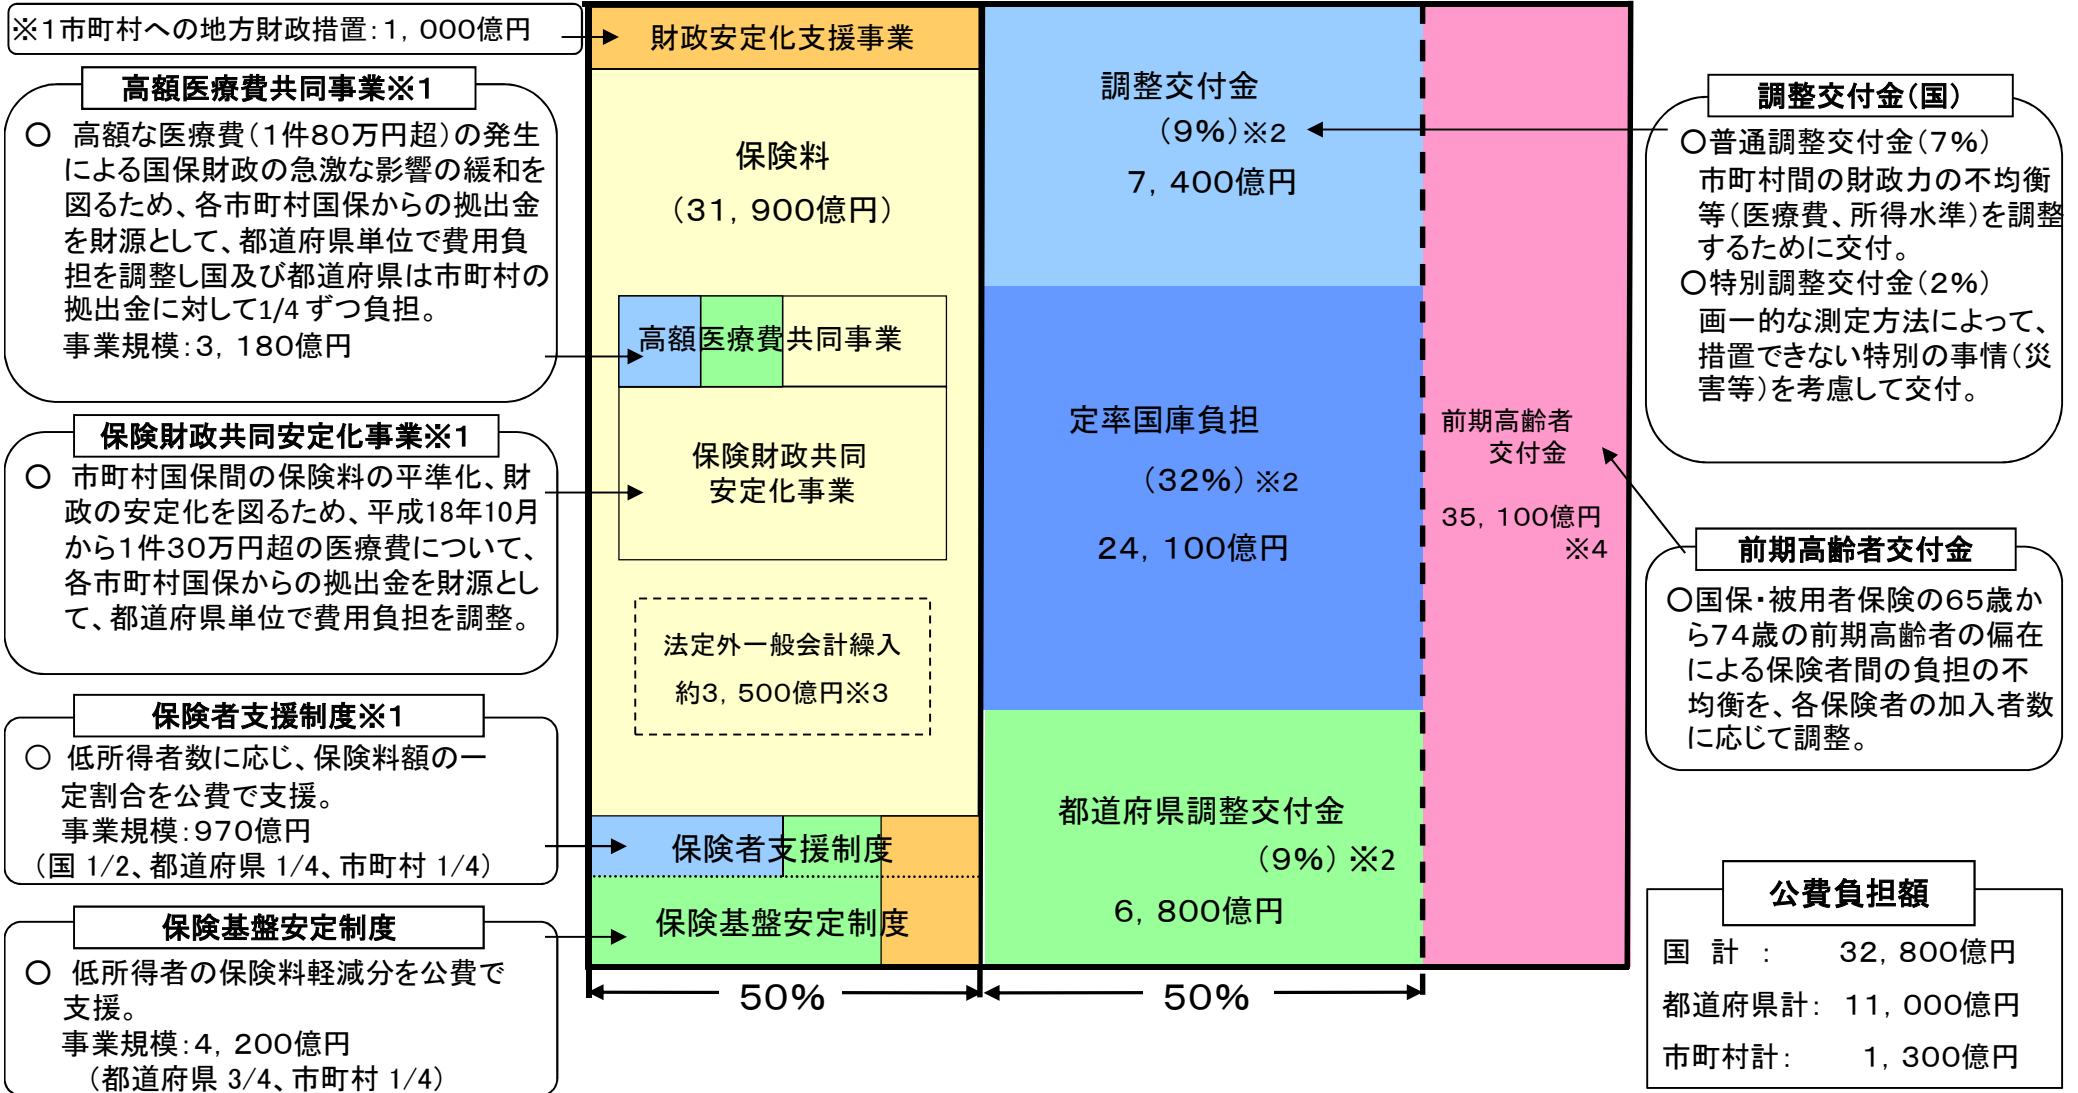 ※1市町村への地方財政措置:1,000億円
高額医療費共同事業※1
○ 高額な医療費(1件80万円超)の発生
による国保財政の急激な影響の緩和を
図るため、各市町村国保からの拠出金
を財源として、都道府県単位で費用負
担を調整し国及び都道府県は市町村の
拠出金に対して1/4 ずつ負担。
事業規模:3,180億円
保険財政共同安定化事業※1
○ 市町村国保間の保険料の平準化、財
政の安定化を図るため、平成18年10月
から1件30万円超の医療費について、
各市町村国保からの拠出金を財源とし
て、都道府県単位で費用負担を調整。
保険者支援制度※1
○ 低所得者数に応じ、保険料額の一
定割合を公費で支援。
事業規模:970億円
(国 1/2、都道府県 1/4、市町村 1/4)
保険基盤安定制度
○ 低所得者の保険料軽減分を公費で
支援。
事業規模:4,200億円
(都道府県 3/4、市町村 1/4)
財政安定化支援事業
保険料
(31,900億円)
高額医療費共同事業
保険財政共同
安定化事業
法定外一般会計繰入
約3,500億円※3
保険者支援制度
保険基盤安定制度
50%
調整交付金
(9%)※2
7,400億円
定率国庫負担
(32%)※2
24,100億円
都道府県調整交付金
(9%)※2
6,800億円
50%
前期高齢者
交付金
35,100億円
※4
調整交付金(国)
○普通調整交付金(7%)
市町村間の財政力の不均衡
等(医療費、所得水準)を調整
するために交付。
○特別調整交付金(2%)
画一的な測定方法によって、
措置できない特別の事情(災
害等)を考慮して交付。
前期高齢者交付金
○国保・被用者保険の65歳か
ら74歳の前期高齢者の偏在
による保険者間の負担の不
均衡を、各保険者の加入者数
に応じて調整。
公費負担額
国 計 : 32,800億円
都道府県計: 11,000億円
市町村計: 1,300億円